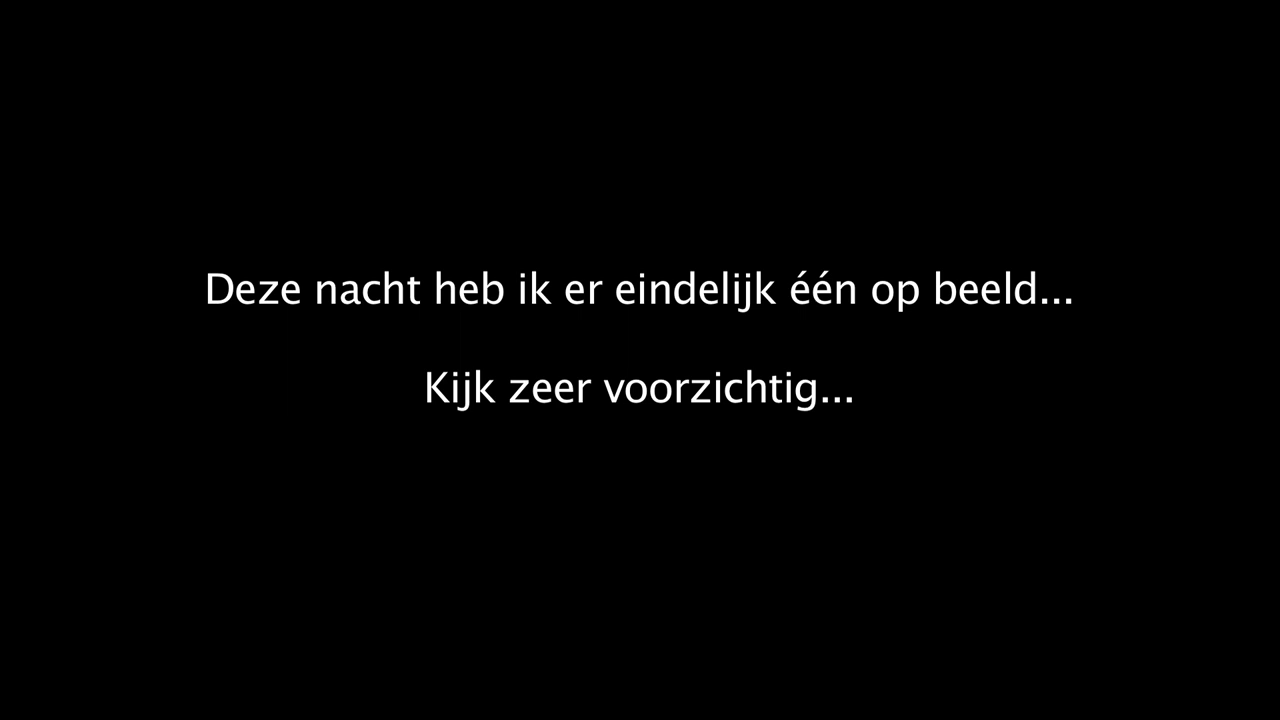 Deze nacht heb ik er eindelijk één op beeld...
Kijk zeer voorzichtig...